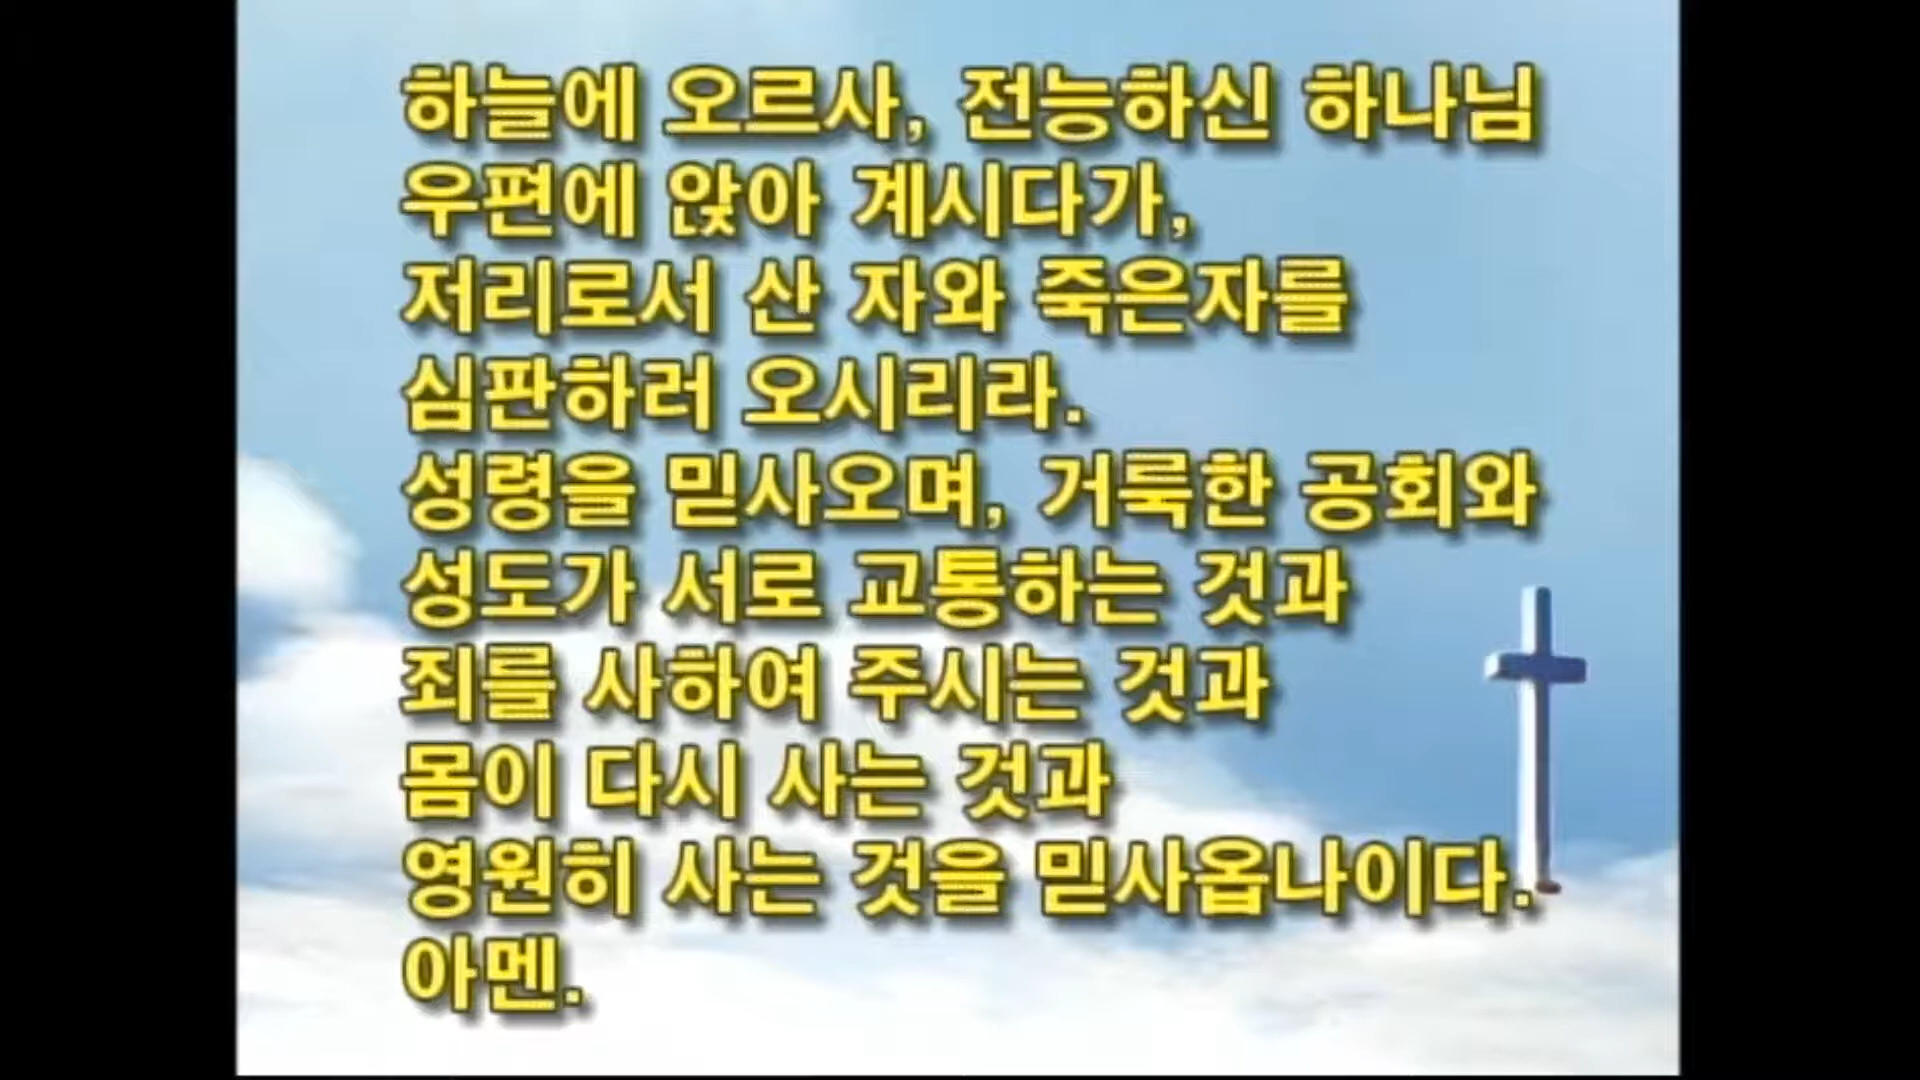 하늘에 오르사, 전능하신 하나님
우편에 앉아 계시다가,
저리로서 산 자와 죽은자를
심판하러 오시리라.
성령을 믿사오며, 거룩한 공회와
성도가 서로 교통하는 것과
죄를 사하여 주시는 것과
몸이 다시 사는 것과
영원히 사는 것을 믿사옵나이다.
아멘.